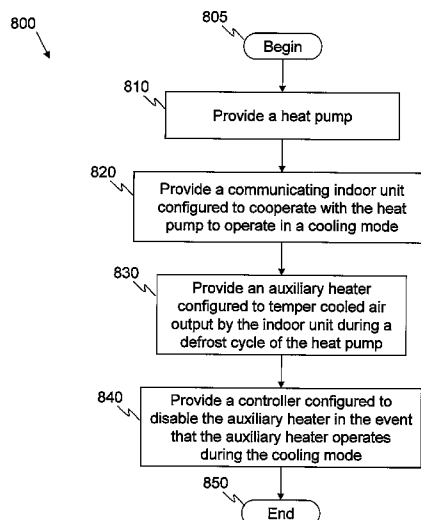 800
805
Begin
810
Provide a heat pump
820
Provide a communicating indoor unit
configured to cooperate with the heat
pump to operate in a cooling mode
830
Provide an auxiliary heater
configured to temper cooled air
output by the indoor unit during a
defrost cycle of the heat pump
840
Provide a controller configured to
disable the auxiliary heater in the event
that the auxiliary heater operates
during the cooling mode
850
End